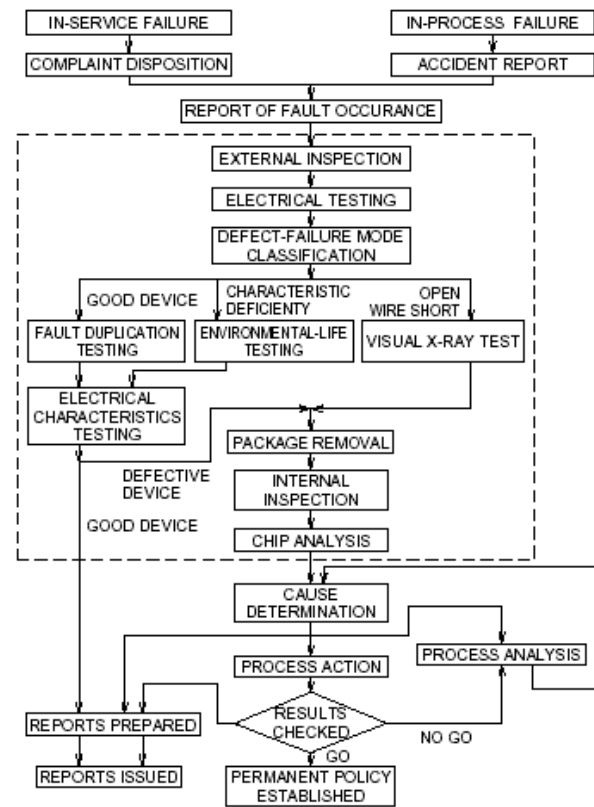 IN-SERVICE FAILURE
IN-PROCESS FAILURE
COMPLAINT DISPOSITION
ACCIDENT REPORT
REPORT OF FAULT OCCURANCE
EXTERNAL INSPECTION
ELECTRICAL TESTING
DEFECT-FAILURE MODE
CLASSIFICATION
GOOD DEVICE
CHARACTERISTIC
DEFICIENTY
OPEN
WIRE SHORT
FAULT DUPLICATION
TESTING
ENVIRONMENTAL-LIFE
TESTING
VISUAL X-RAY TEST
ELECTRICAL
CHARACTERISTICS
TESTING
PACKAGE REMOVAL
DEFECTIVE
DEVICE
INTERNAL
INSPECTION
GOOD DEVICE
CHIP ANALYSIS
CAUSE
DETERMINATION
PROCESS ACTION
PROCESS ANALYSIS
REPORTS PREPARED
RESULTS
CHECKED
NO GO
GO
REPORTS ISSUED
PERMANENT POLICY
ESTABLISHED